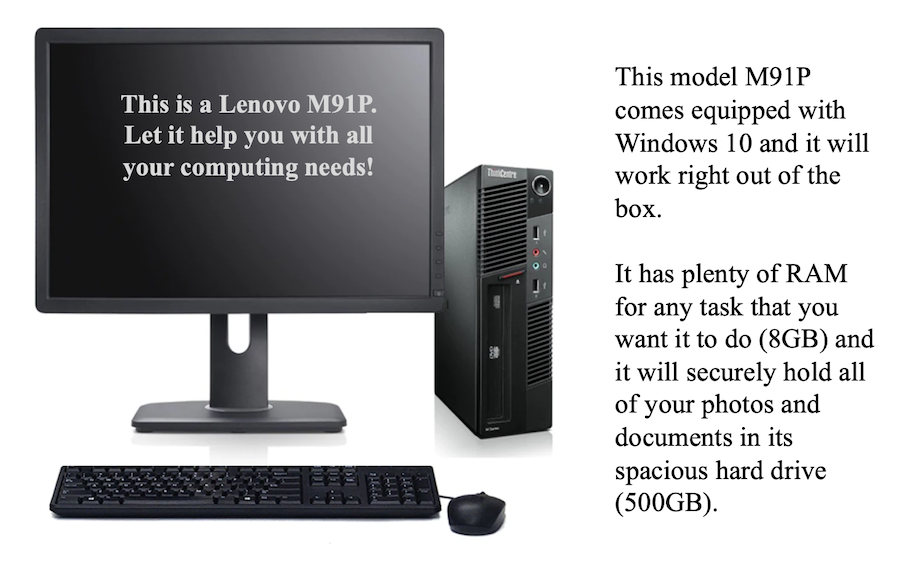 This is a Lenovo M91P.
Let it help you with all
your computing needs!
ThinkCentre
This model M91P
comes equipped with
Windows 10 and it will
work right out of the
box.
It has plenty of RAM
for any task that you
want it to do (8GB) and
it will securely hold all
of your photos and
documents in its
spacious hard drive
(500GB).